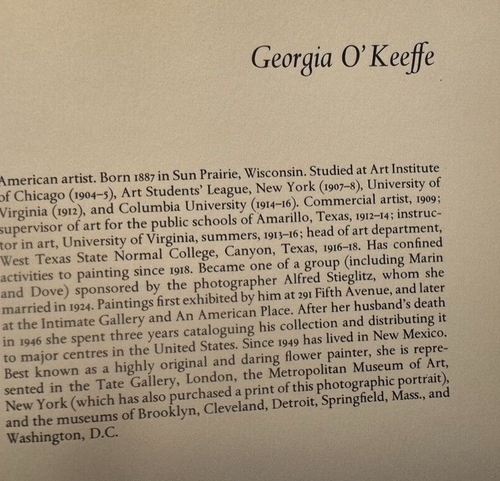 Georgia O'Keeffe
American artist. Born 1887 in Sun Prairie, Wisconsin. Studied at Art Institute
of Chicago (1904–5), Art Students' League, New York (1907–8), University of
Virginia (1912), and Columbia University (1914–16). Commercial artist, 1909;
supervisor of art for the public schools of Amarillo, Texas, 1912–14; instruc-
tor in art, University of Virginia, summers, 1913–16; head of art department,
West Texas State Normal College, Canyon, Texas, 1916–18. Has confined
activities to painting since 1918. Became one of a group (including Marin
and Dove) sponsored by the photographer Alfred Stieglitz, whom she
married in 1924. Paintings first exhibited by him at 291 Fifth Avenue, and later
at the Intimate Gallery and An American Place. After her husband's death
in 1946 she spent three years cataloguing his collection and distributing it
to major centres in the United States. Since 1949 has lived in New Mexico.
Best known as a highly original and daring flower painter, she is repre-
sented in the Tate Gallery, London, the Metropolitan Museum of Art,
New York (which has also purchased a print of this photographic portrait),
and the museums of Brooklyn, Cleveland, Detroit, Springfield, Mass., and
Washington, D.C.